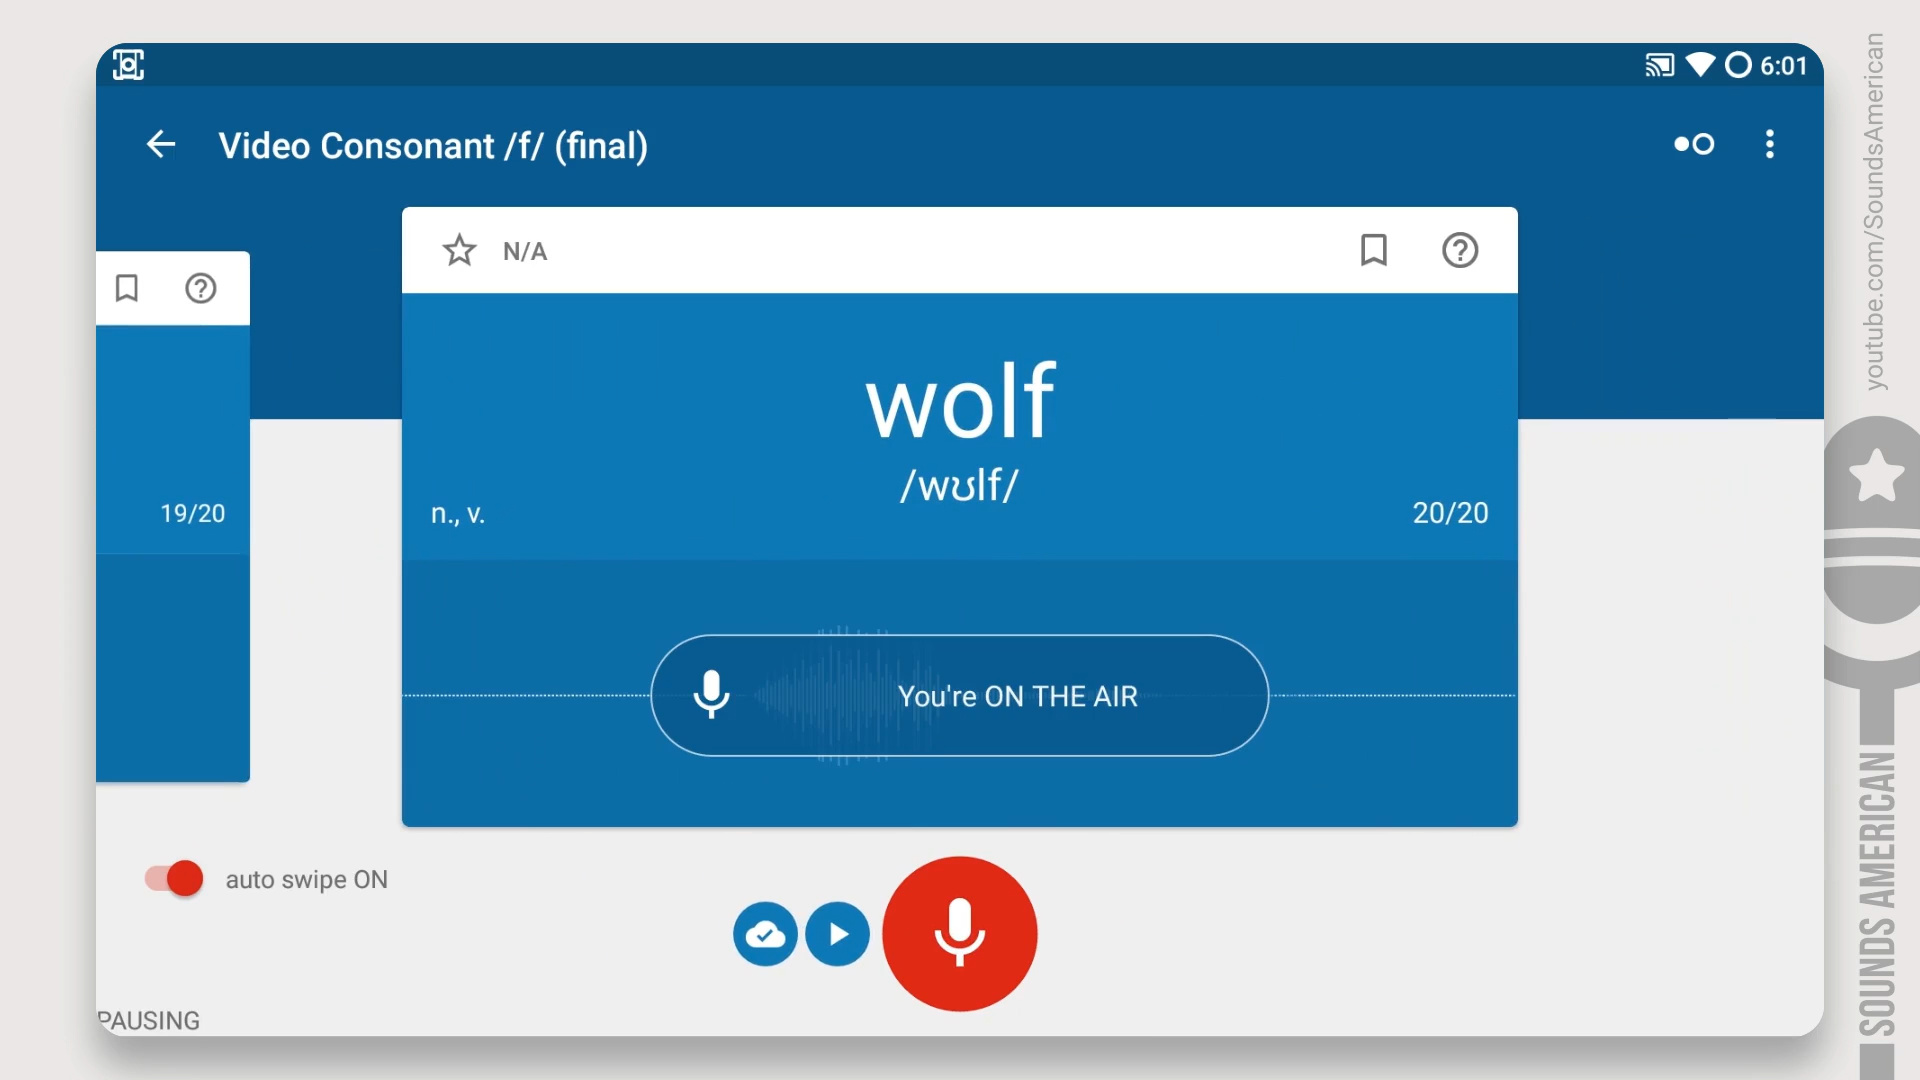 6:01
Video Consonant /f/ (final)
N/A
wolf
/wʊlf/
n., v.
20/20
19/20
You're ON THE AIR
auto swipe ON
PAUSING
youtube.com/SoundsAmerican
SOUNDS AMERICAN